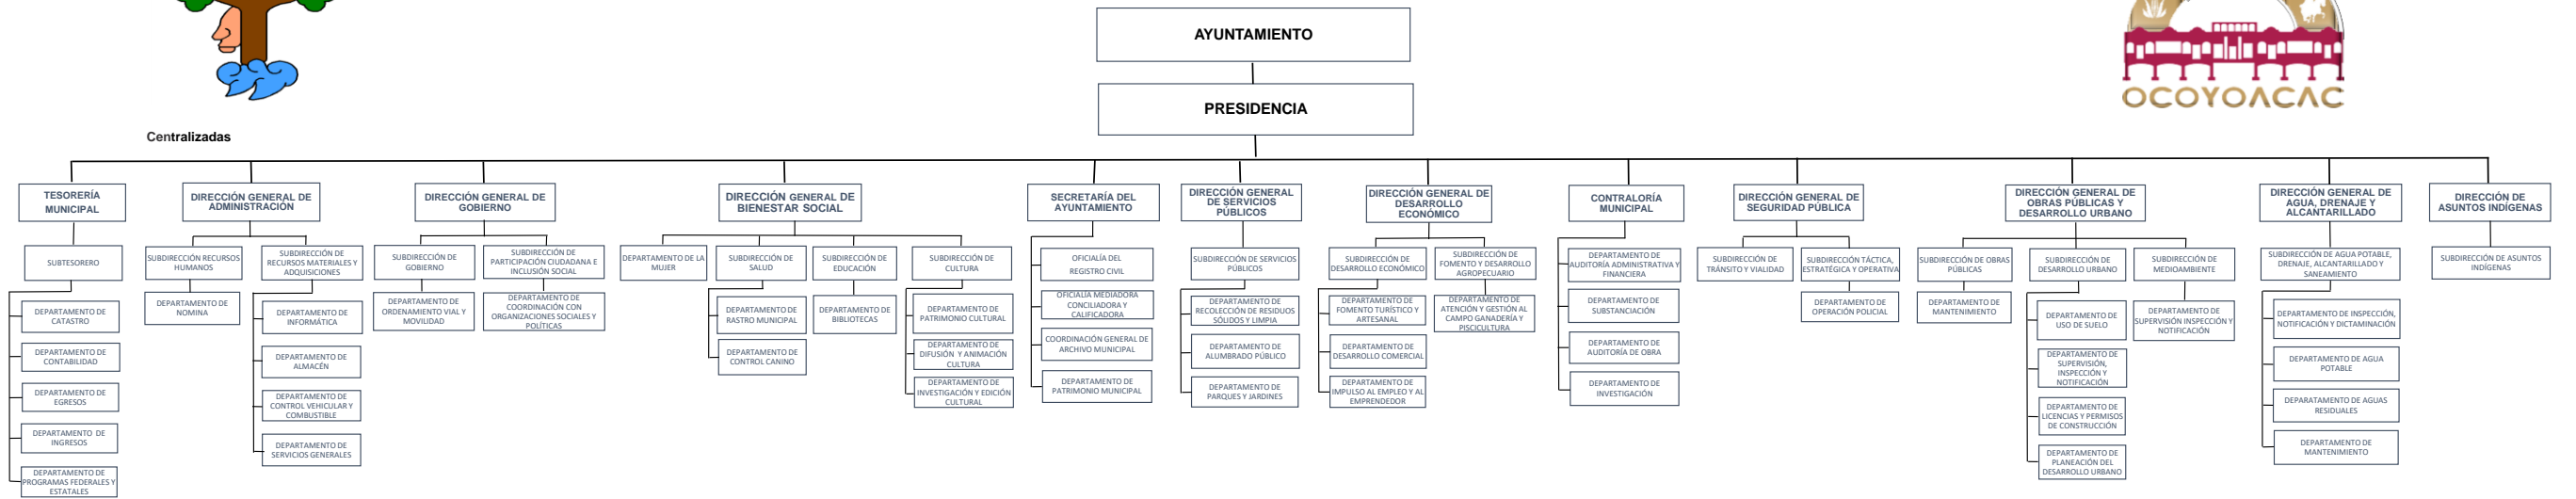 AYUNTAMIENTO
OCOYOACAC
PRESIDENCIA
Centralizadas
TESORERÍA
MUNICIPAL
DIRECCIÓN GENERAL DE
ADMINISTRACIÓN
DIRECCIÓN GENERAL DE
GOBIERNO
DIRECCIÓN GENERAL DE
BIENESTAR SOCIAL
SECRETARÍA DEL
AYUNTAMIENTO
DIRECCIÓN GENERAL
DE SERVICIOS
PÚBLICOS
DIRECCIÓN GENERAL DE
DESARROLLO
ECONÓMICO
CONTRALORÍA
MUNICIPAL
DIRECCIÓN GENERAL DE
SEGURIDAD PÚBLICA
DIRECCIÓN GENERAL DE
OBRAS PÚBLICAS Y
DESARROLLO URBANO
DIRECCIÓN GENERAL DE
AGUA, DRENAJE Y
ALCANTARILLADO
DIRECCIÓN DE
ASUNTOS INDÍGENAS
SUBTESORERO
DEPARTAMENTO DE
CATASTRO
DEPARTAMENTO DE
CONTABILIDAD
DEPARTAMENTO DE
EGRESOS
DEPARTAMENTO DE
INGRESOS
DEPARTAMENTO DE
PROGRAMAS FEDERALES Y
ESTATALES
SUBDIRECCIÓN RECURSOS
HUMANOS
DEPARTAMENTO DE
NOMINA
SUBDIRECCIÓN DE
RECURSOS MATERIALES Y
ADQUISICIONES
DEPARTAMENTO DE
INFORMÁTICA
DEPARTAMENTO DE
ALMACÉN
DEPARTAMENTO DE
CONTROL VEHICULAR Y
COMBUSTIBLE
DEPARTAMENTO DE
SERVICIOS GENERALES
SUBDIRECCIÓN DE
GOBIERNO
DEPARTAMENTO DE
ORDENAMIENTO VIAL Y
MOVILIDAD
SUBDIRECCIÓN DE
PARTICIPACIÓN CIUDADANA E
INCLUSIÓN SOCIAL
DEPARTAMENTO DE
COORDINACIÓN CON
ORGANIZACIONES SOCIALES Y
POLÍTICAS
DEPARTAMENTO DE LA
MUJER
SUBDIRECCIÓN DE
SALUD
DEPARTAMENTO DE
RASTRO MUNICIPAL
DEPARTAMENTO DE
CONTROL CANINO
SUBDIRECCIÓN DE
EDUCACIÓN
DEPARTAMENTO DE
BIBLIOTECAS
SUBDIRECCIÓN DE
CULTURA
DEPARTAMENTO DE
PATRIMONIO CULTURAL
DEPARTAMENTO DE
DIFUSIÓN Y ANIMACIÓN
CULTURA
DEPARTAMENTO DE
INVESTIGACIÓN Y EDICIÓN
CULTURAL
OFICIALÍA DEL
REGISTRO CIVIL
OFICIALÍA MEDIADORA
CONCILIADORA Y
CALIFICADORA
COORDINACIÓN GENERAL DE
ARCHIVO MUNICIPAL
DEPARTAMENTO DE
PATRIMONIO MUNICIPAL
SUBDIRECCIÓN DE SERVICIOS
PÚBLICOS
DEPARTAMENTO DE
RECOLECCIÓN DE RESIDUOS
SÓLIDOS Y LIMPIA
DEPARTAMENTO DE
ALUMBRADO PÚBLICO
DEPARTAMENTO DE
PARQUES Y JARDINES
SUBDIRECCIÓN DE
DESARROLLO ECONÓMICO
DEPARTAMENTO DE
FOMENTO TURÍSTICO Y
ARTESANAL
DEPARTAMENTO DE
DESARROLLO COMERCIAL
DEPARTAMENTO DE
IMPULSO AL EMPLEO Y AL
EMPRENDEDOR
SUBDIRECCIÓN DE
FOMENTO Y DESARROLLO
AGROPECUARIO
DEPARTAMENTO DE
ATENCIÓN Y GESTIÓN AL
CAMPO GANADERÍA Y
PISCICULTURA
DEPARTAMENTO DE
AUDITORÍA ADMINISTRATIVA Y
FINANCIERA
DEPARTAMENTO DE
SUBSTANCIACIÓN
DEPARTAMENTO DE
AUDITORÍA DE OBRA
DEPARTAMENTO DE
INVESTIGACIÓN
SUBDIRECCIÓN DE
TRÁNSITO Y VIALIDAD
SUBDIRECCIÓN TÁCTICA,
ESTRATÉGICA Y OPERATIVA
DEPARTAMENTO DE
OPERACIÓN POLICIAL
SUBDIRECCIÓN DE OBRAS
PÚBLICAS
DEPARTAMENTO DE
MANTENIMIENTO
SUBDIRECCIÓN DE
DESARROLLO URBANO
DEPARTAMENTO DE
USO DE SUELO
DEPARTAMENTO DE
SUPERVISIÓN,
INSPECCIÓN Y
NOTIFICACIÓN
DEPARTAMENTO DE
LICENCIAS Y PERMISOS
DE CONSTRUCCIÓN
DEPARTAMENTO DE
PLANEACIÓN DEL
DESARROLLO URBANO
SUBDIRECCIÓN DE
MEDIOAMBIENTE
DEPARTAMENTO DE
SUPERVISIÓN INSPECCIÓN Y
NOTIFICACIÓN
SUBDIRECCIÓN DE AGUA POTABLE,
DRENAJE, ALCANTARILLADO Y
SANEAMIENTO
DEPARTAMENTO DE INSPECCIÓN,
NOTIFICACIÓN Y DICTAMINACIÓN
DEPARTAMENTO DE AGUA
POTABLE
DEPARATAMENTO DE AGUAS
RESIDUALES
DEPARTAMENTO DE
MANTENIMIENTO
SUBDIRECCIÓN DE ASUNTOS
INDÍGENAS